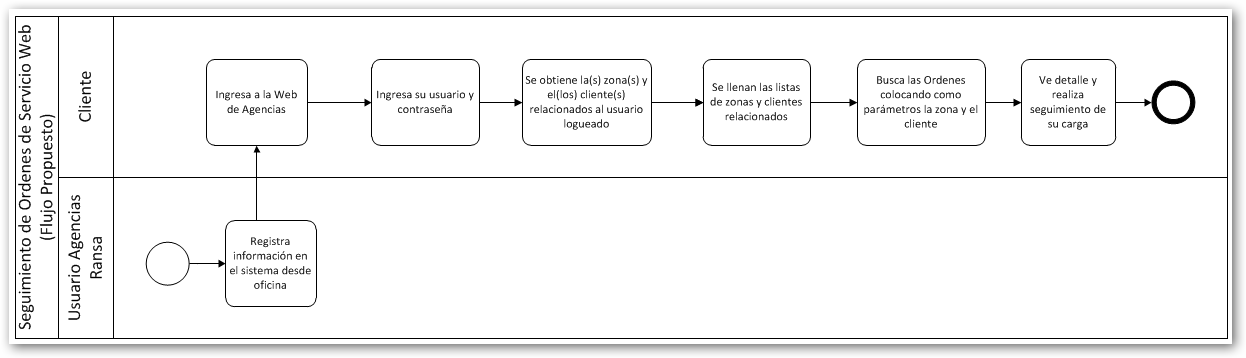 Seguimiento de Ordenes de Servicio Web
(Flujo Propuesto)
Cliente
Ingresa a la Web
de Agencias
Ingresa su usuario y
contraseña
Se obtiene la(s) zona(s) y
el(los) cliente(s)
relacionados al usuario
logueado
Se llenan las listas
de zonas y clientes
relacionados
Busca las Ordenes
colocando como
parámetros la zona y el
cliente
Ve detalle y
realiza
seguimiento de
su carga
Usuario Agencias
Ransa
Registra
información en
el sistema desde
oficina